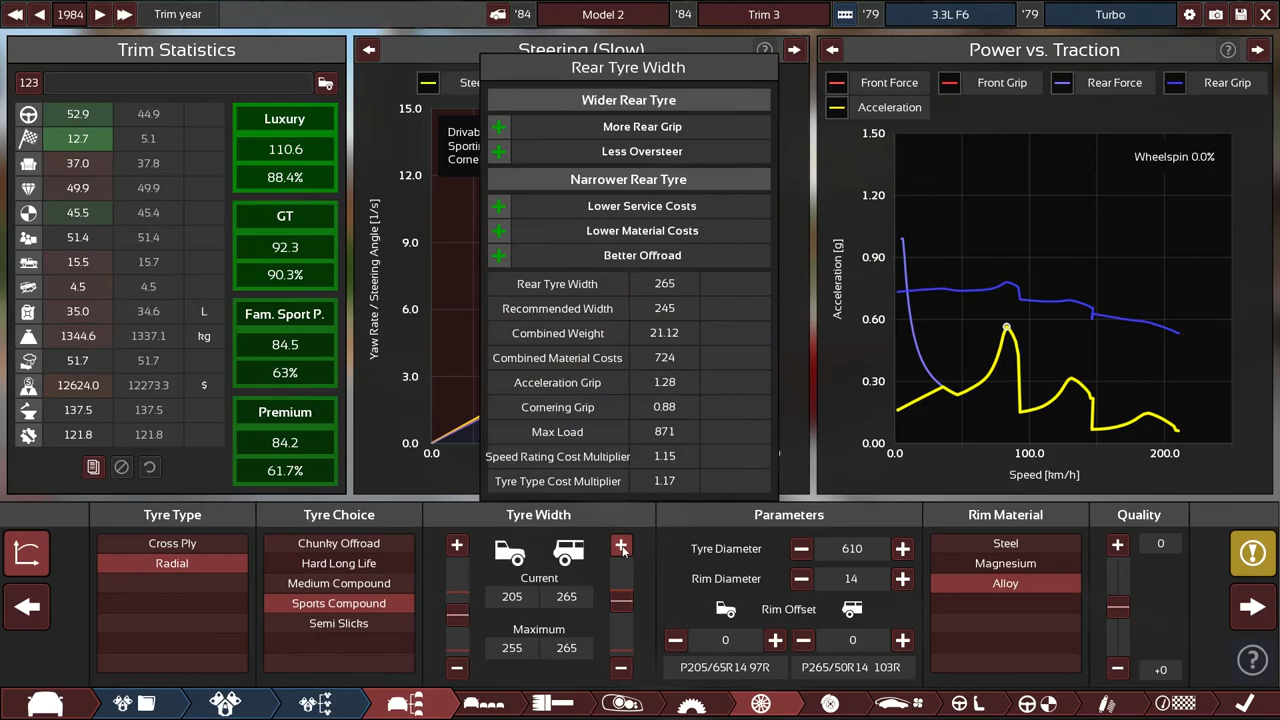 1984
Trim year
'84
Model 2
'84
Trim 3
'79
3.3L F6
'79
Turbo
Trim Statistics
123
52.9 44.9
12.7 5.1
37.0 37.8
49.9 49.9
45.5 45.4
51.4 51.4
15.5 15.7
4.5 4.5
35.0 34.6 L
1344.6 1337.1 kg
51.7 51.7
12624.0 12273.3 $
137.5 137.5
121.8 121.8
Luxury
110.6
88.4%
GT
92.3
90.3%
Fam. Sport P.
84.5
63%
Premium
84.2
61.7%
Steering (Slow)
?
Stee
15.0
12.0
9.0
6.0
3.0
0.0
0.0
Yaw Rate / Steering Angle [1/s]
Drivab
Sportin
Corne
Rear Tyre Width
Wider Rear Tyre
More Rear Grip
Less Oversteer
Narrower Rear Tyre
Lower Service Costs
Lower Material Costs
Better Offroad
Rear Tyre Width 265
Recommended Width 245
Combined Weight 21.12
Combined Material Costs 724
Acceleration Grip 1.28
Cornering Grip 0.88
Max Load 871
Speed Rating Cost Multiplier 1.15
Tyre Type Cost Multiplier 1.17
Power vs. Traction
?
Front Force
Front Grip
Rear Force
Rear Grip
Acceleration
Wheelspin 0.0%
1.50
1.20
0.90
0.60
0.30
0.00
Acceleration [g]
0.0 100.0 200.0
Speed [km/h]
Tyre Type
Cross Ply
Radial
Tyre Choice
Chunky Offroad
Hard Long Life
Medium Compound
Sports Compound
Semi Slicks
Tyre Width
Current
205 265
Maximum
255 265
Parameters
Tyre Diameter 610
Rim Diameter 14
Rim Offset
0 0
P205/65R14 97R
P265/50R14 103R
Rim Material
Steel
Magnesium
Alloy
Quality
0
+0
?